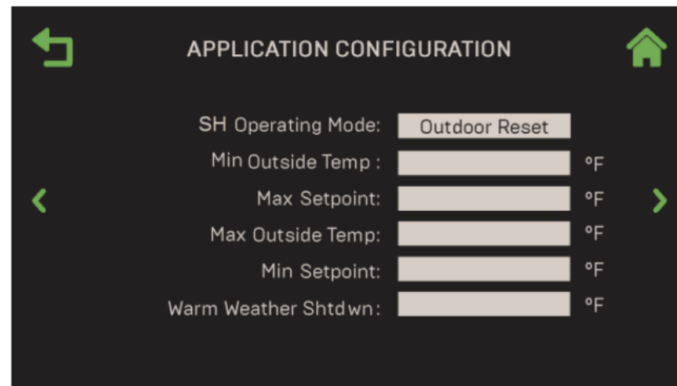 APPLICATION CONFIGURATION
SH Operating Mode: Outdoor Reset
Min Outside Temp : °F
Max Setpoint: °F
Max Outside Temp: °F
Min Setpoint: °F
Warm Weather Shtdwn: °F